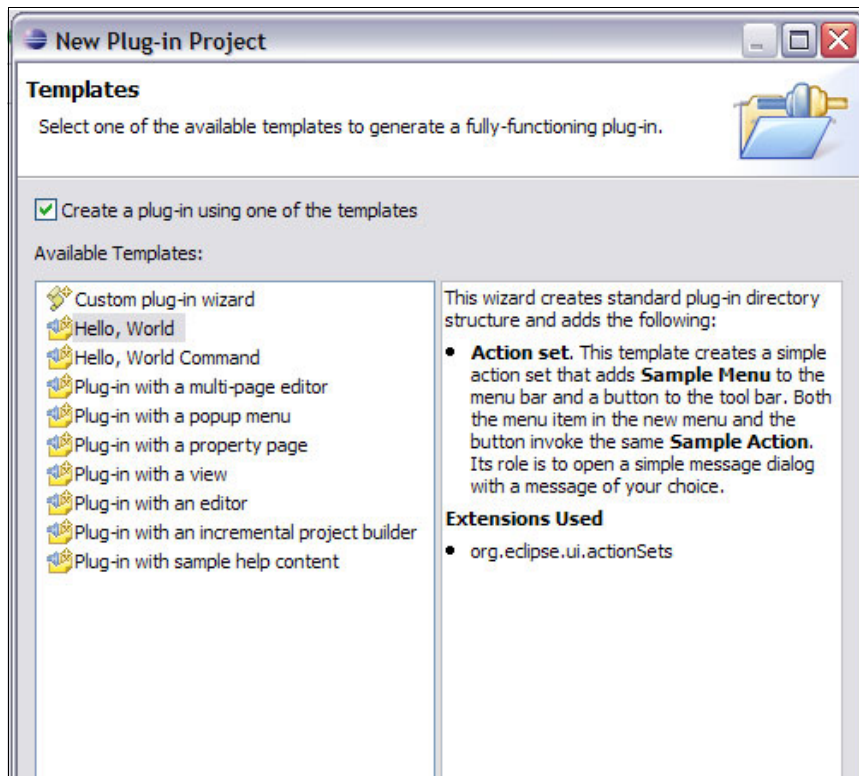 New Plug-in Project
Templates
Select one of the available templates to generate a fully-functioning plug-in.
Create a plug-in using one of the templates
Available Templates:
Custom plug-in wizard
Hello, World
Hello, World Command
Plug-in with a multi-page editor
Plug-in with a popup menu
Plug-in with a property page
Plug-in with a view
Plug-in with an editor
Plug-in with an incremental project builder
Plug-in with sample help content
This wizard creates standard plug-in directory
structure and adds the following:
• Action set. This template creates a simple
action set that adds Sample Menu to the
menu bar and a button to the tool bar. Both
the menu item in the new menu and the
button invoke the same Sample Action.
Its role is to open a simple message dialog
with a message of your choice.
Extensions Used
• org.eclipse.ui.actionSets